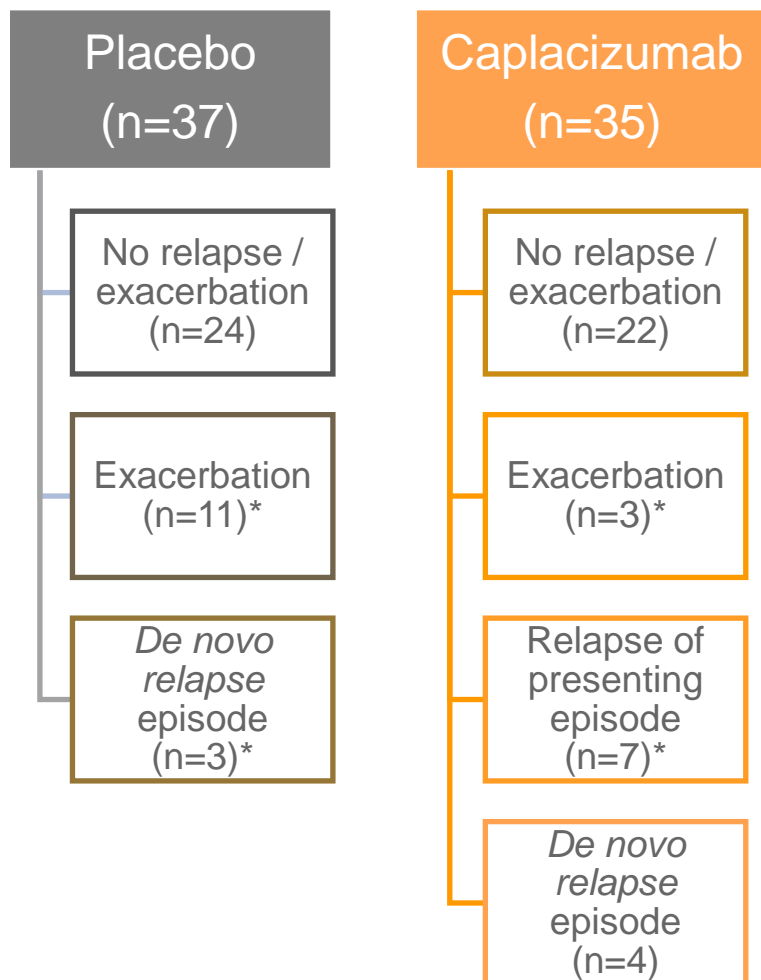 Placebo
(n=37)
No relapse /
exacerbation
(n=24)
Exacerbation
(n=11)*
De novo
relapse
episode
(n=3)*
Caplacizumab
(n=35)
No relapse /
exacerbation
(n=22)
Exacerbation
(n=3)*
Relapse of
presenting
episode
(n=7)*
De novo
relapse
episode
(n=4)